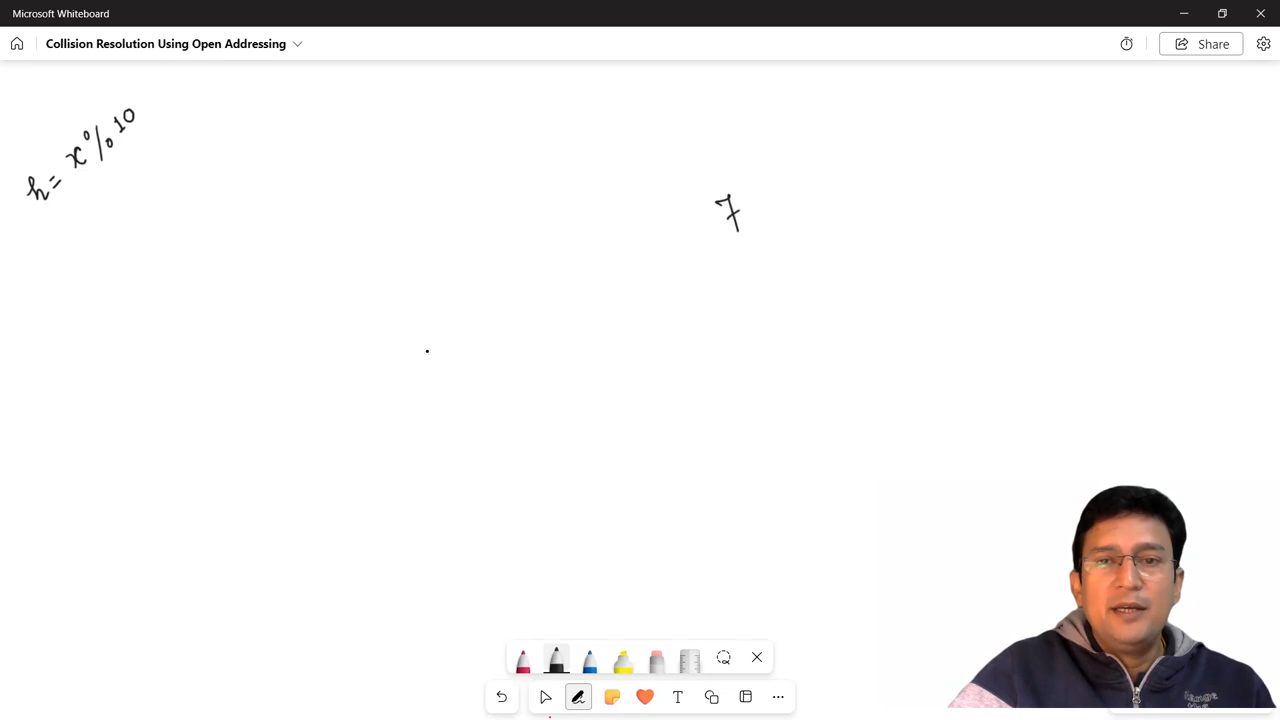 Microsoft Whiteboard
Collision Resolution Using Open Addressing
Share
h = x % 10
7